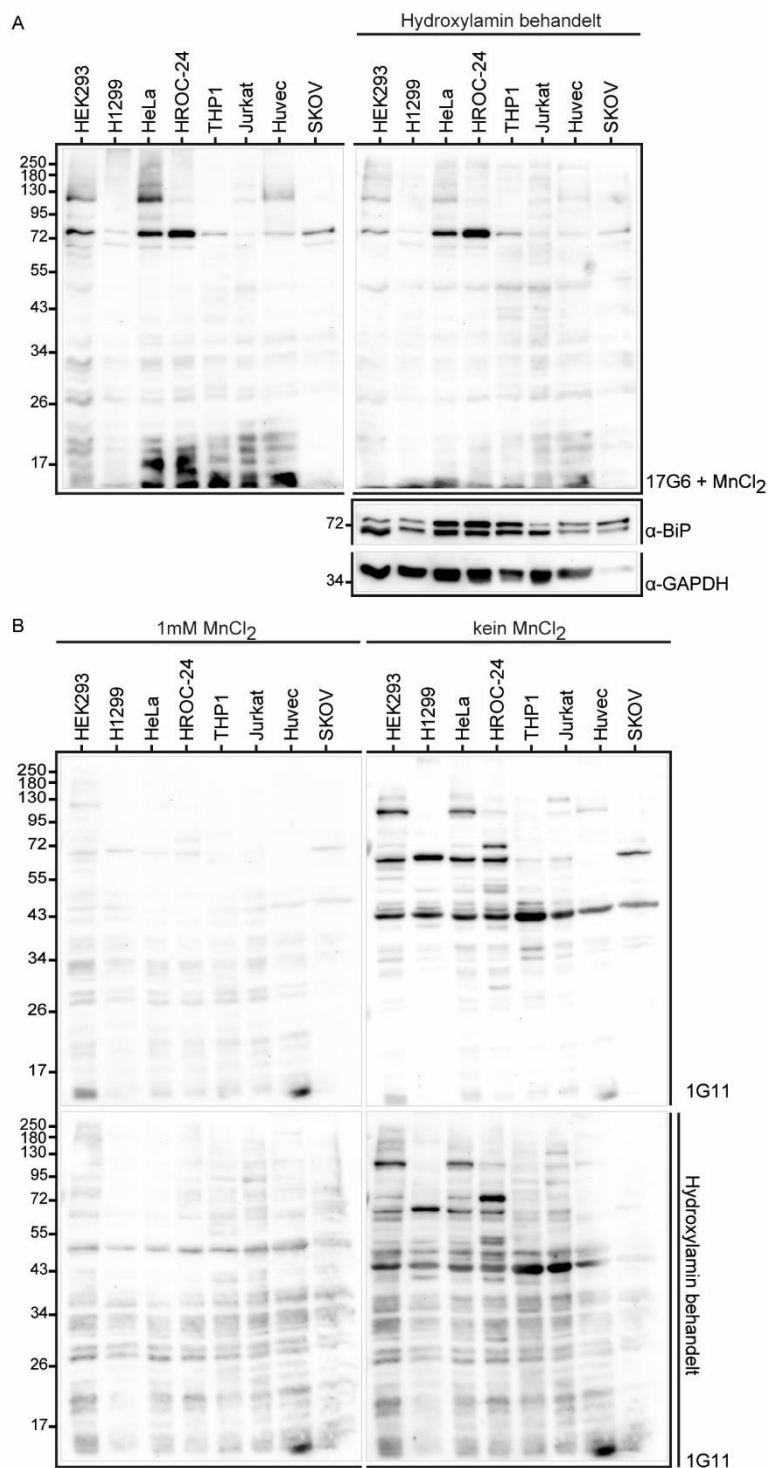 A
Hydroxylamin behandelt
HEK293 H1299 HeLa HROC-24 THP1 Jurkat Huvec SKOV HEK293 H1299 HeLa HROC-24 THP1 Jurkat Huvec SKOV
250
180
130
95
72
55
43
34
26
17
17G6 + MnCl2
72 α-BiP
34 α-GAPDH
B
1mM MnCl2 kein MnCl2
HEK293 H1299 HeLa HROC-24 THP1 Jurkat Huvec SKOV HEK293 H1299 HeLa HROC-24 THP1 Jurkat Huvec SKOV
250
180
130
95
72
55
43
34
26
17
1G11
250
180
130
95
72
55
43
34
26
17
Hydroxylamin behandelt
1G11